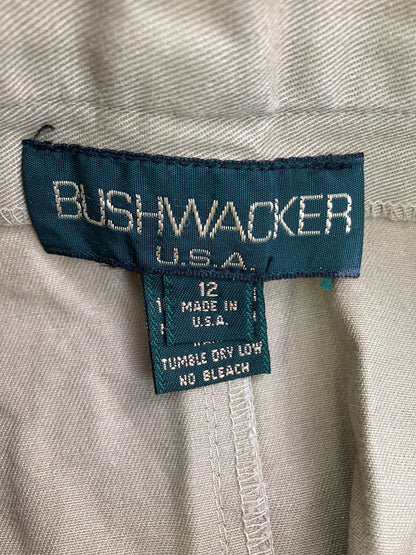 BUSHWACKER
U.S.A.
12
MADE IN
U.S.A.
TUMBLE DRY LOW
NO BLEACH